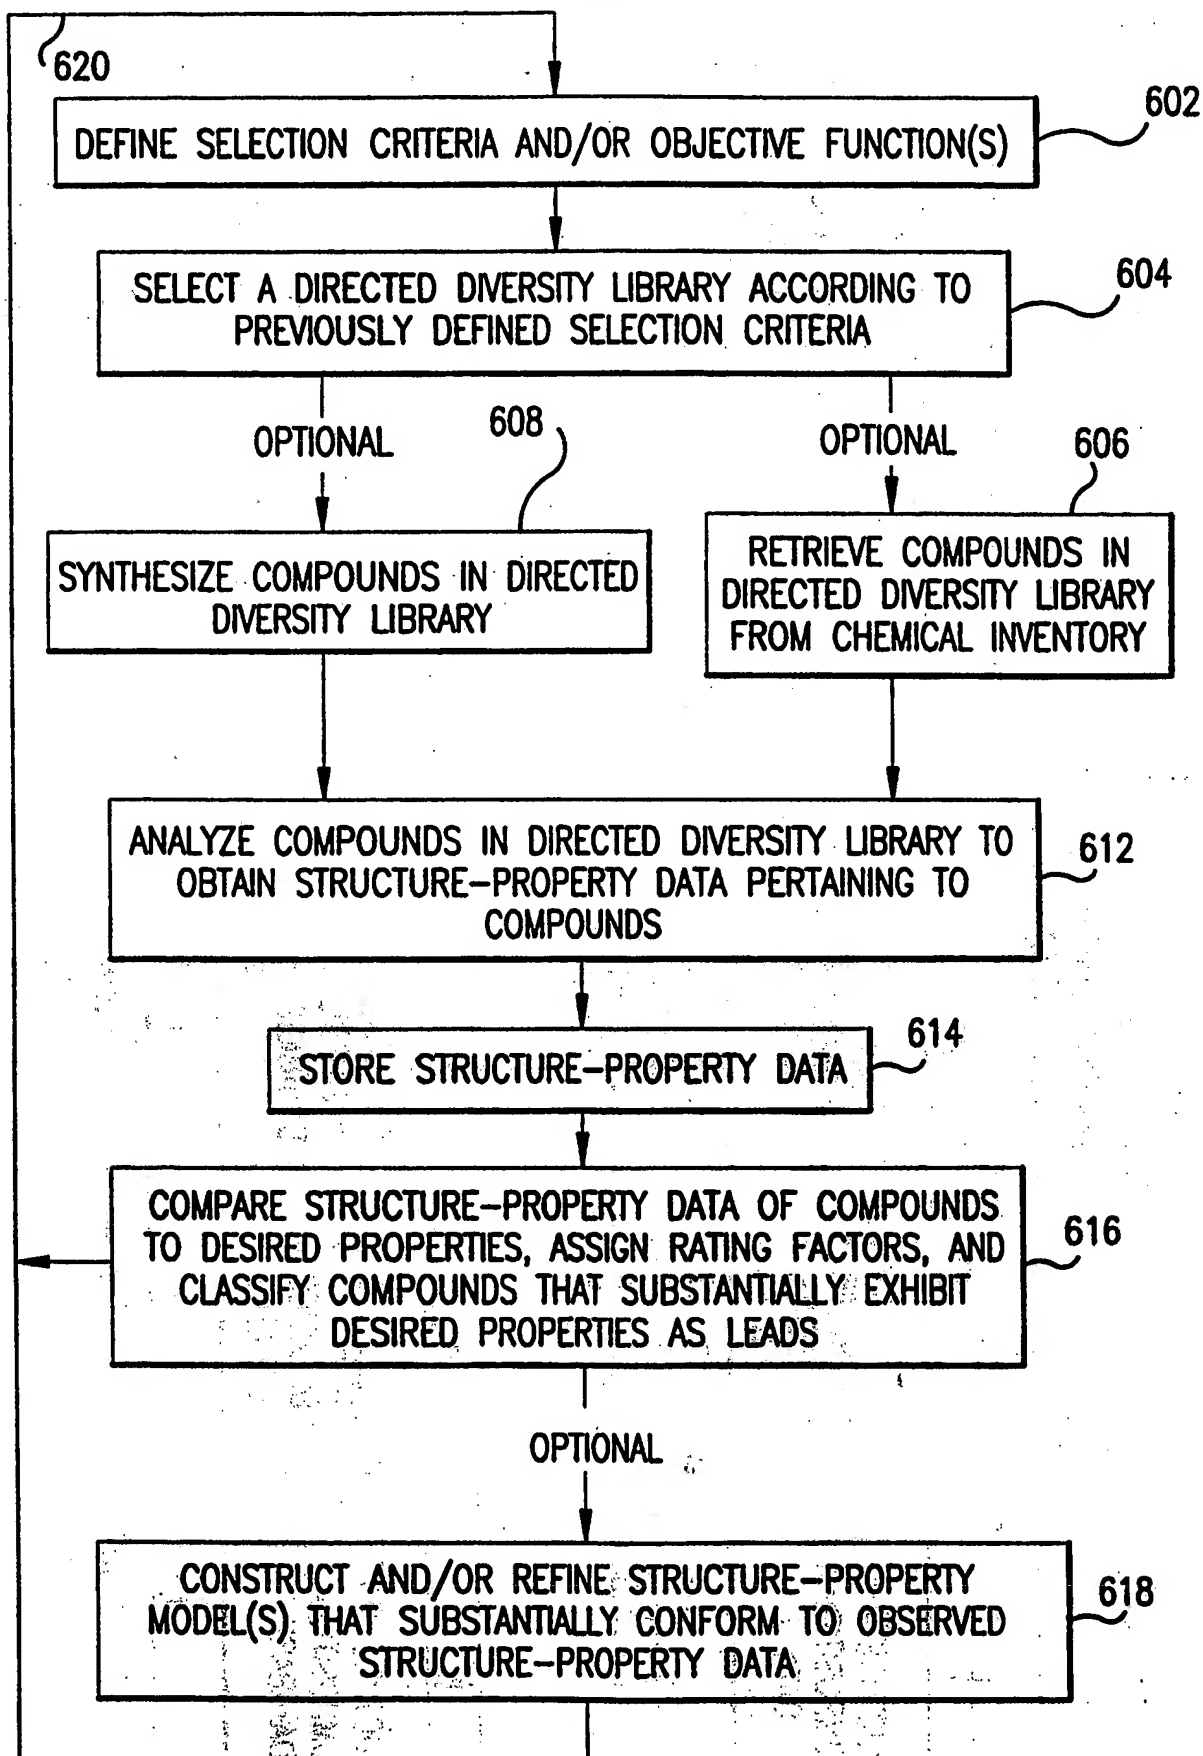 620
602
DEFINE SELECTION CRITERIA AND/OR OBJECTIVE FUNCTION(S)
604
SELECT A DIRECTED DIVERSITY LIBRARY ACCORDING TO
PREVIOUSLY DEFINED SELECTION CRITERIA
OPTIONAL
608
OPTIONAL
606
SYNTHESIZE COMPOUNDS IN DIRECTED
DIVERSITY LIBRARY
RETRIEVE COMPOUNDS IN
DIRECTED DIVERSITY LIBRARY
FROM CHEMICAL INVENTORY
ANALYZE COMPOUNDS IN DIRECTED DIVERSITY LIBRARY TO
OBTAIN STRUCTURE-PROPERTY DATA PERTAINING TO
COMPOUNDS
612
614
STORE STRUCTURE-PROPERTY DATA
COMPARE STRUCTURE-PROPERTY DATA OF COMPOUNDS
TO DESIRED PROPERTIES, ASSIGN RATING FACTORS, AND
CLASSIFY COMPOUNDS THAT SUBSTANTIALLY EXHIBIT
DESIRED PROPERTIES AS LEADS
616
OPTIONAL
CONSTRUCT AND/OR REFINE STRUCTURE-PROPERTY
MODEL(S) THAT SUBSTANTIALLY CONFORM TO OBSERVED
STRUCTURE-PROPERTY DATA
618